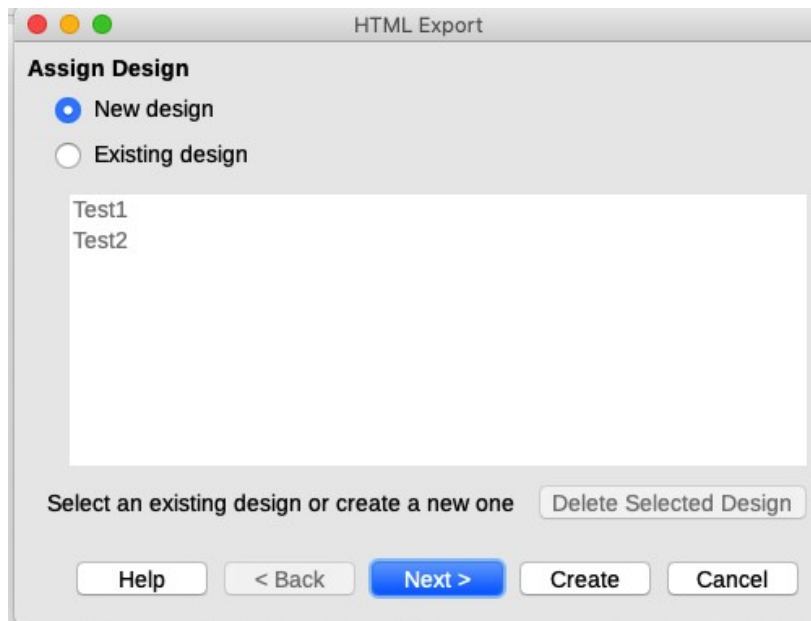 HTML Export
Assign Design
New design
Existing design
Test1
Test2
Select an existing design or create a new one Delete Selected Design
Help < Back Next > Create Cancel